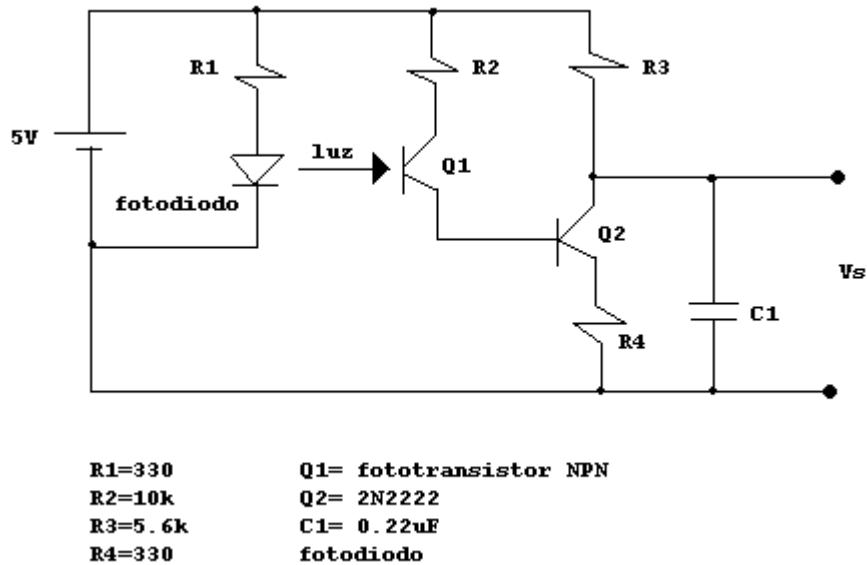 R1
R2
R3
5V
luz
Q1
fotodiodo
Q2
Vs
C1
R4
R1=330 Q1= fototransistor NPN
R2=10k Q2= 2N2222
R3=5.6k C1= 0.22uF
R4=330 fotodiodo